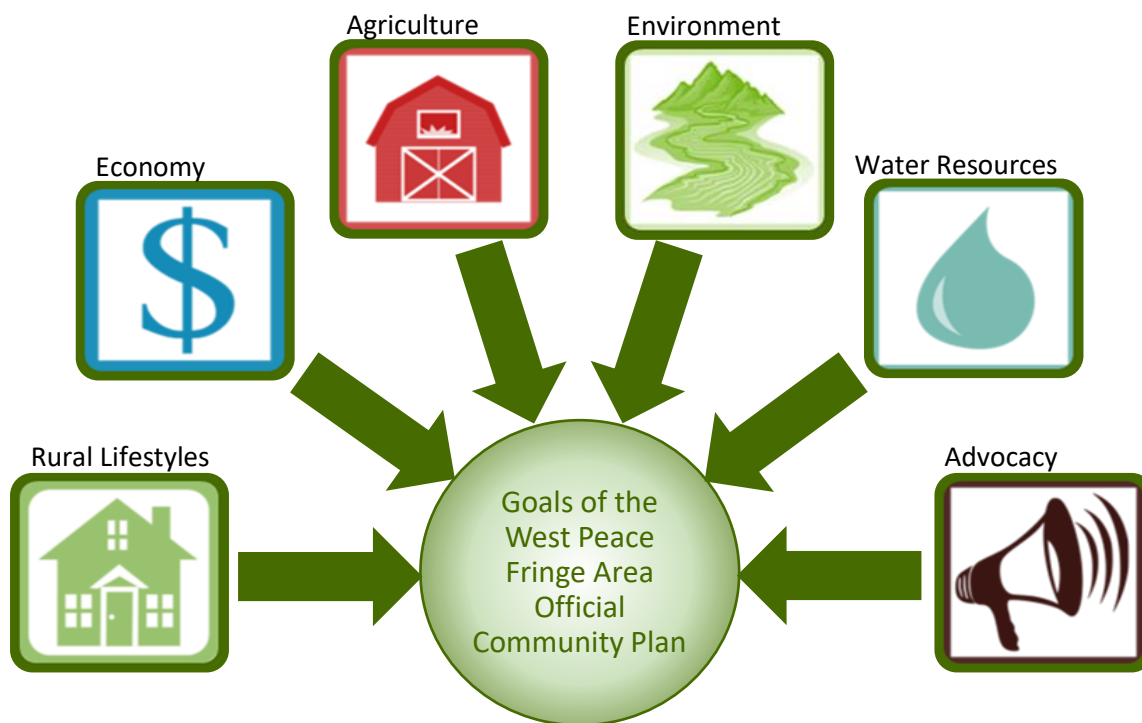 Agriculture
Environment
Economy
Water Resources
Rural Lifestyles
Advocacy
$
Goals of the
West Peace
Fringe Area
Official
Community Plan